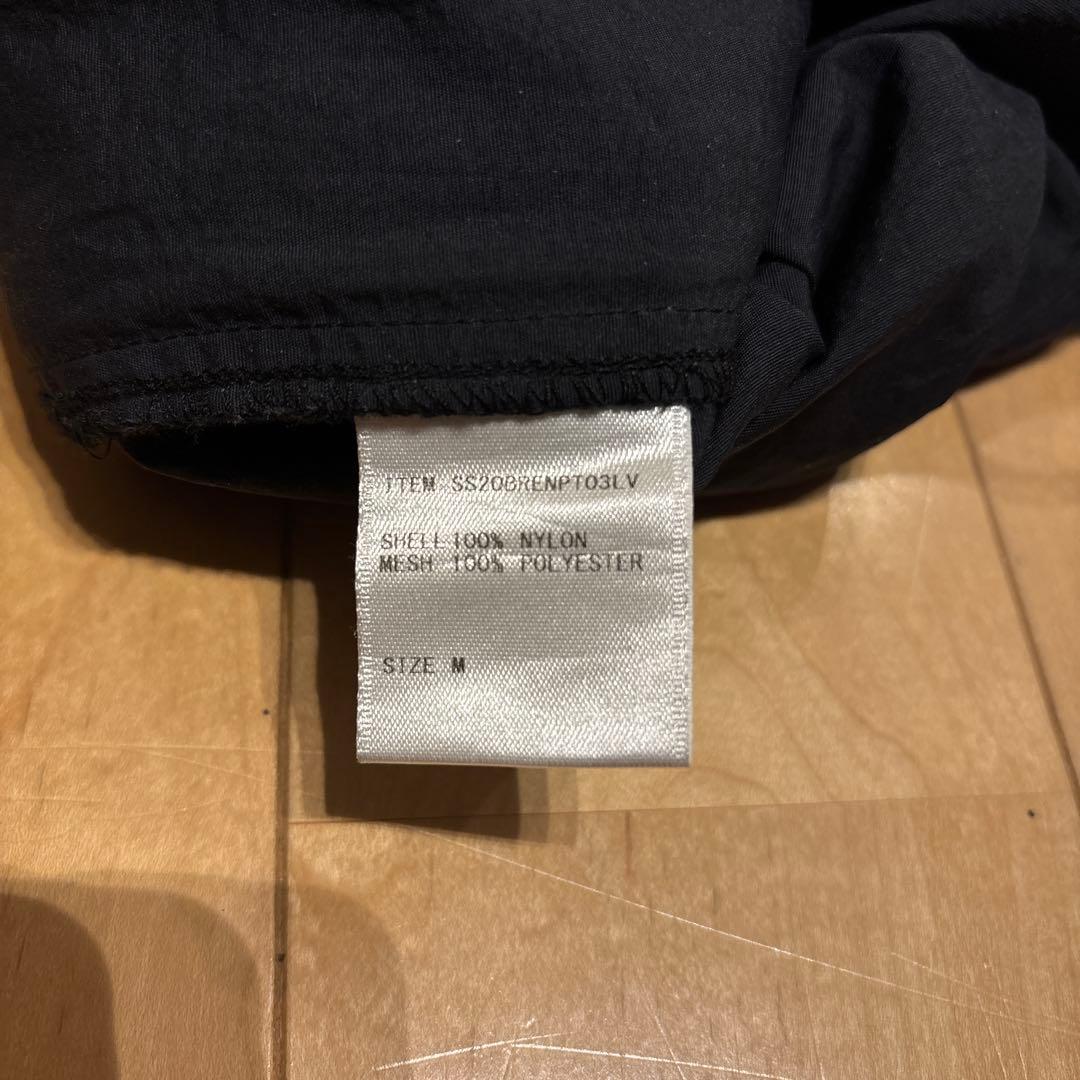 ITEM SS20BRENPT03LV
SHELL 100% NYLON
MESH 100% POLYESTER
SIZE M